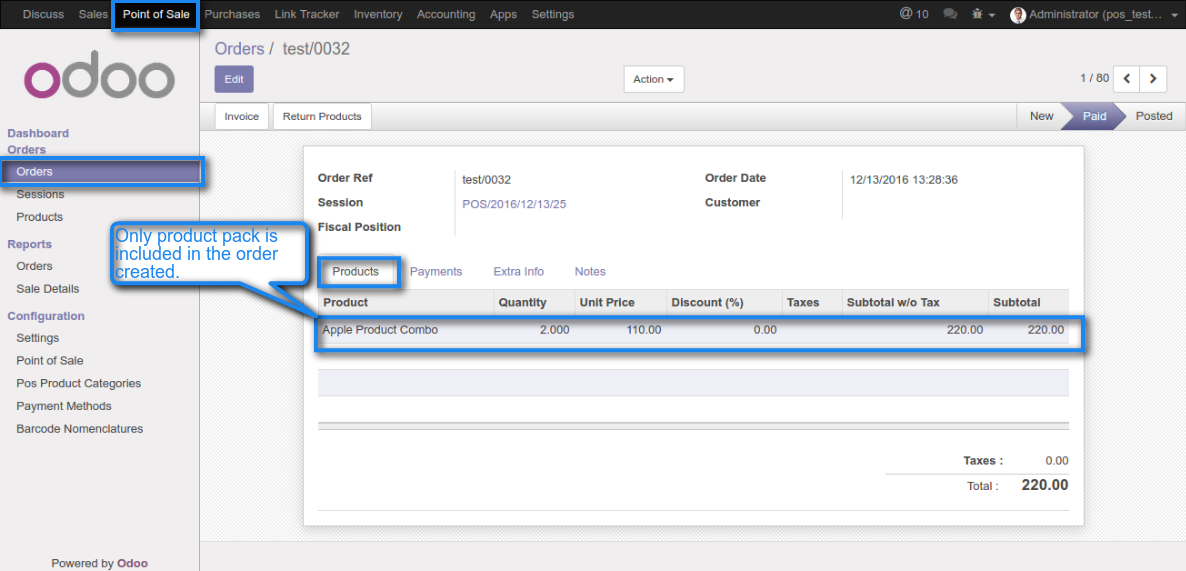 Discuss Sales Point of Sale Purchases Link Tracker Inventory Accounting Apps Settings @ 10 Administrator (pos_test...
odoo
Orders / test/0032
Edit Action 1 / 80
Invoice Return Products New Paid Posted
Dashboard
Orders
Orders
Sessions
Products
Reports
Orders
Sale Details
Configuration
Settings
Point of Sale
Pos Product Categories
Payment Methods
Barcode Nomenclatures
Powered by Odoo
Only product pack is
included in the order
created.
Order Ref test/0032 Order Date 12/13/2016 13:28:36
Session POS/2016/12/13/25 Customer
Fiscal Position
Products Payments Extra Info Notes
Product Quantity Unit Price Discount (%) Taxes Subtotal w/o Tax Subtotal
Apple Product Combo 2.000 110.00 0.00 220.00 220.00
Taxes : 0.00
Total : 220.00